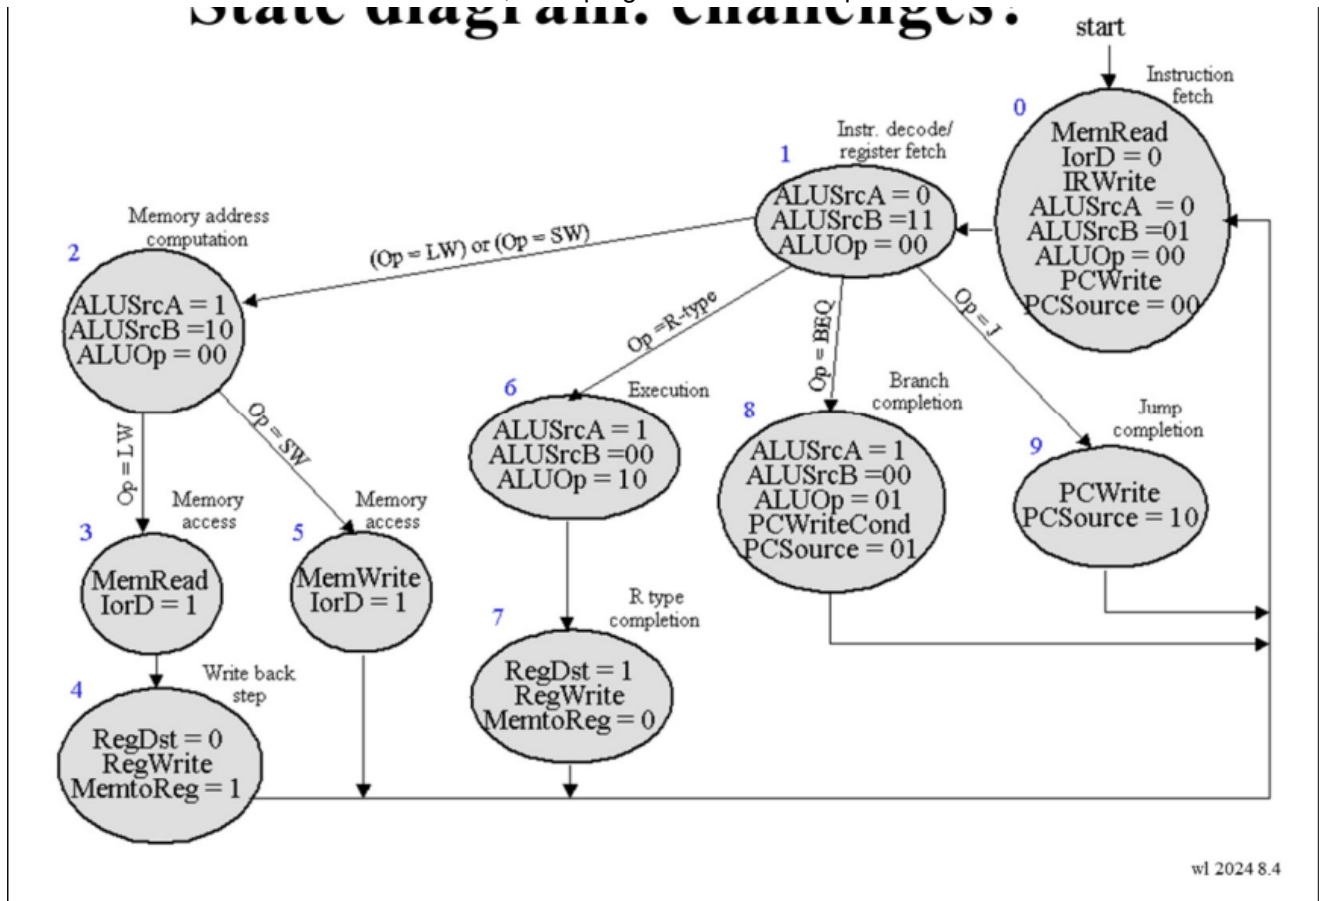 State diagram: challenges?
start
Instruction
fetch
0
MemRead
IorD = 0
IRWrite
ALUSrcA = 0
ALUSrcB =01
ALUOp = 00
PCWrite
PCSource = 00
Instr. decode/
register fetch
1
ALUSrcA = 0
ALUSrcB =11
ALUOp = 00
(Op = LW) or (Op = SW)
Op =R-type
Op = BEQ
Op = J
Memory address
computation
2
ALUSrcA = 1
ALUSrcB =10
ALUOp = 00
Op = LW
Op = SW
Memory
access
3
MemRead
IorD = 1
Write back
step
4
RegDst = 0
RegWrite
MemtoReg = 1
Memory
access
5
MemWrite
IorD = 1
Execution
6
ALUSrcA = 1
ALUSrcB =00
ALUOp = 10
R type
completion
7
RegDst = 1
RegWrite
MemtoReg = 0
Branch
completion
8
ALUSrcA = 1
ALUSrcB =00
ALUOp = 01
PCWriteCond
PCSource = 01
Jump
completion
9
PCWrite
PCSource = 10
wl 2024 8.4